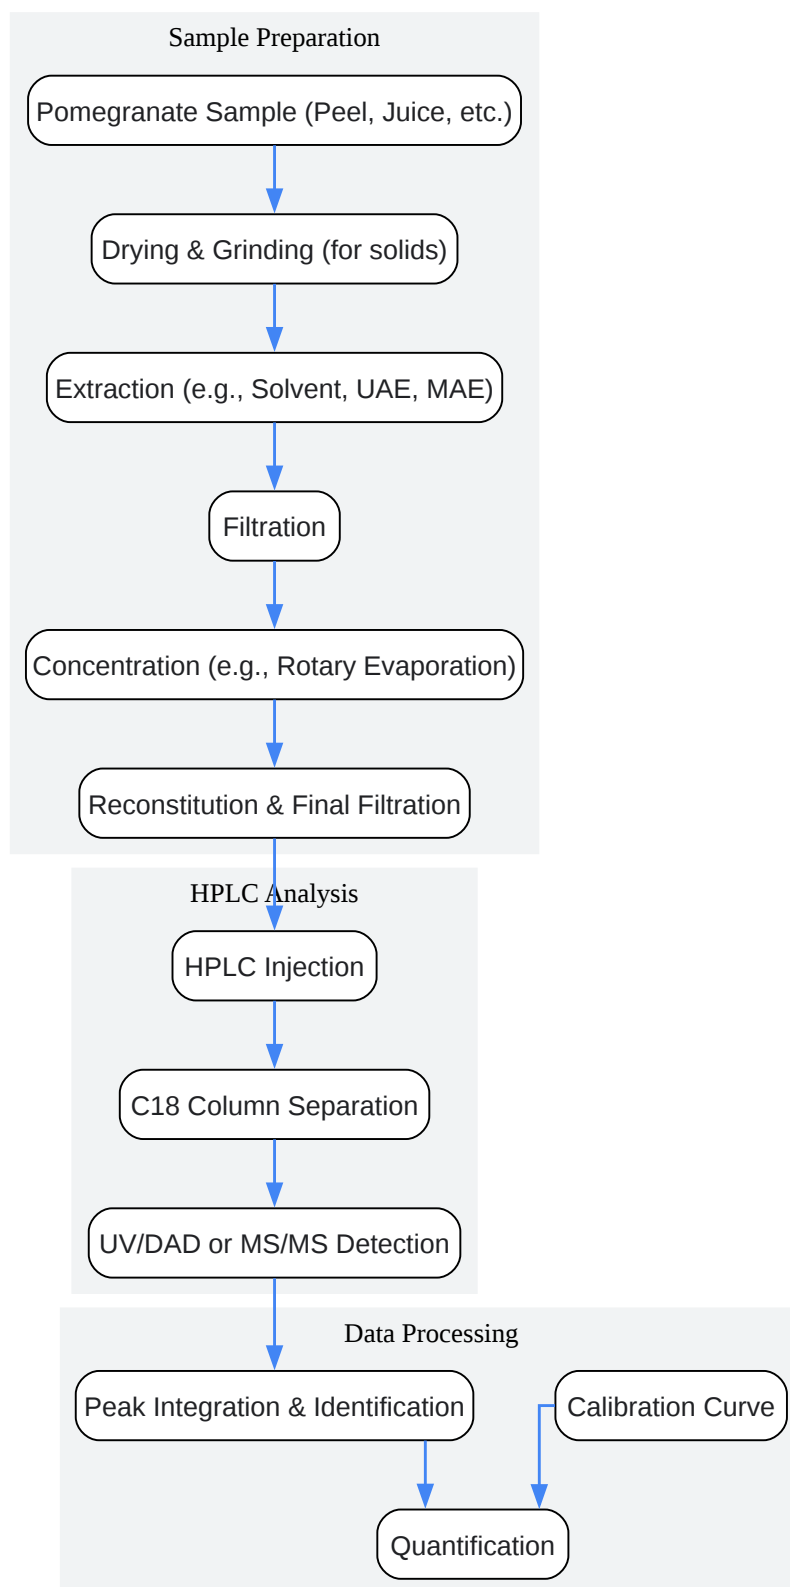 Sample Preparation
Pomegranate Sample (Peel, Juice, etc.)
Drying & Grinding (for solids)
Extraction (e.g., Solvent, UAE, MAE)
Filtration
Concentration (e.g., Rotary Evaporation)
Reconstitution & Final Filtration
HPLC Analysis
HPLC Injection
C18 Column Separation
UV/DAD or MS/MS Detection
Data Processing
Peak Integration & Identification
Calibration Curve
Quantification